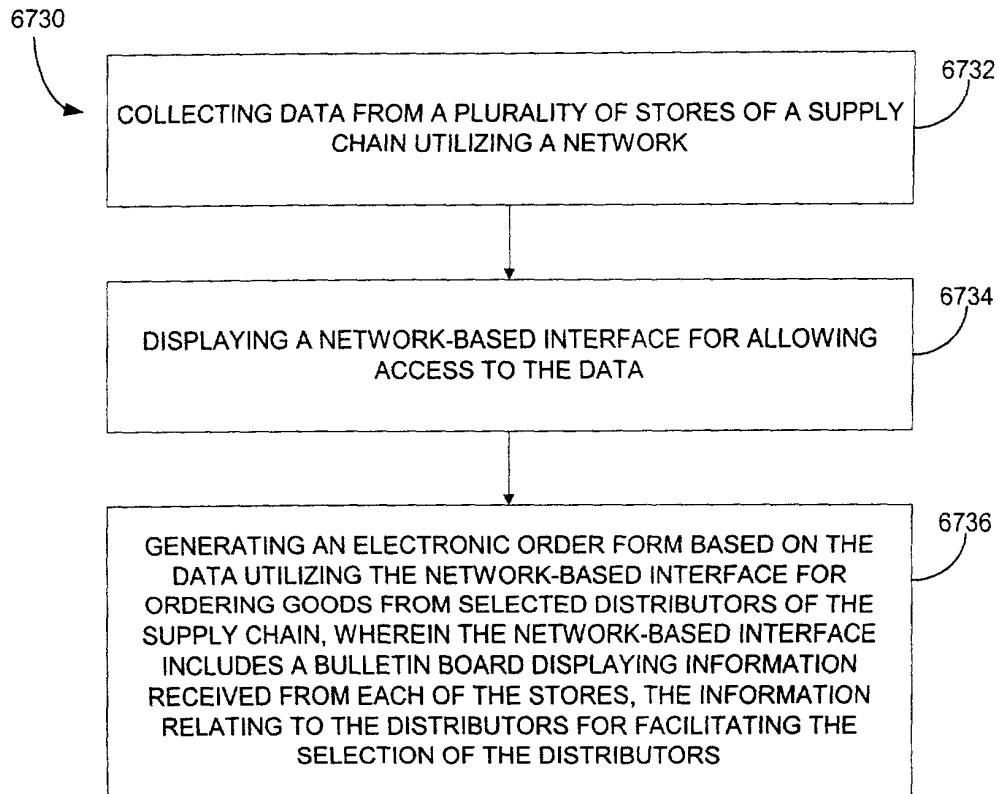 6730
6732
COLLECTING DATA FROM A PLURALITY OF STORES OF A SUPPLY
CHAIN UTILIZING A NETWORK
6734
DISPLAYING A NETWORK-BASED INTERFACE FOR ALLOWING
ACCESS TO THE DATA
6736
GENERATING AN ELECTRONIC ORDER FORM BASED ON THE
DATA UTILIZING THE NETWORK-BASED INTERFACE FOR
ORDERING GOODS FROM SELECTED DISTRIBUTORS OF THE
SUPPLY CHAIN, WHEREIN THE NETWORK-BASED INTERFACE
INCLUDES A BULLETIN BOARD DISPLAYING INFORMATION
RECEIVED FROM EACH OF THE STORES, THE INFORMATION
RELATING TO THE DISTRIBUTORS FOR FACILITATING THE
SELECTION OF THE DISTRIBUTORS